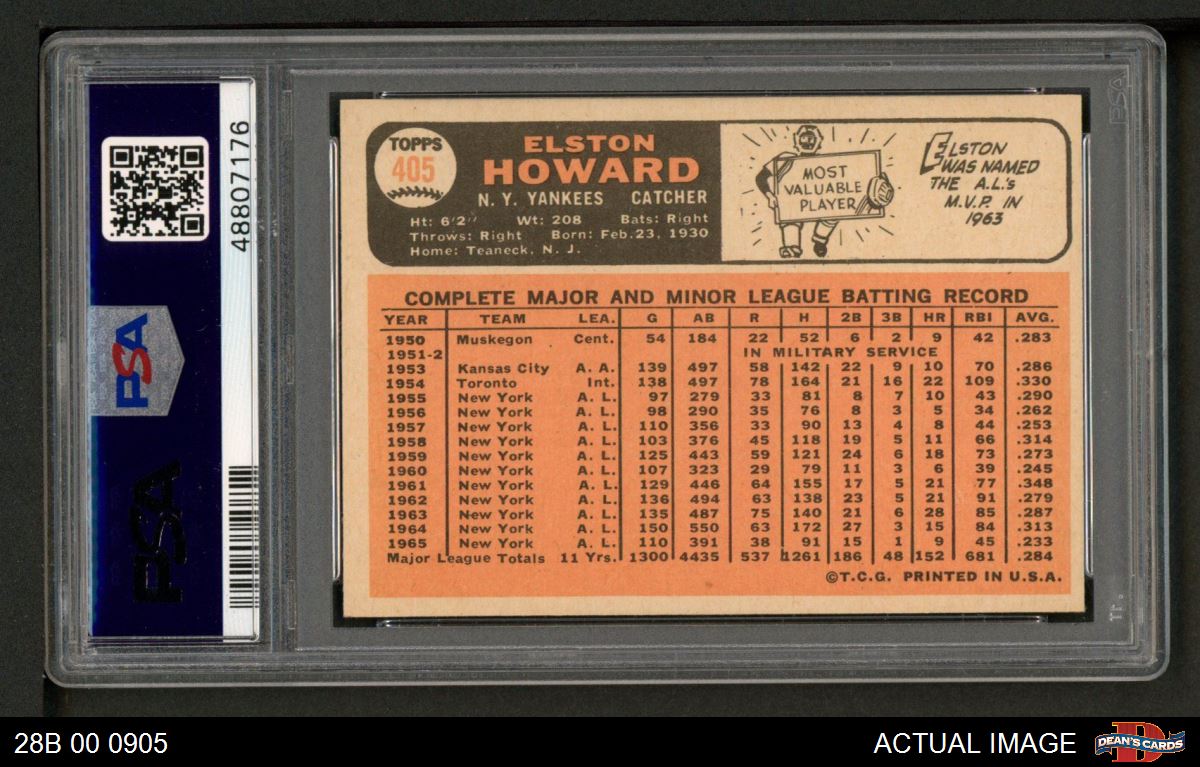 48807176
PSA
PSA
PSA
TOPPS
405
ELSTON
HOWARD
N. Y. YANKEES CATCHER
Ht: 6'2" Wt: 208 Bats: Right
Throws: Right Born: Feb. 23, 1930
Home: Teaneck, N. J.
MOST
VALUABLE
PLAYER
ELSTON
WAS NAMED
THE A.L.'s
M.V.P. IN
1963
COMPLETE MAJOR AND MINOR LEAGUE BATTING RECORD
YEAR TEAM LEA. G AB R H 2B 3B HR RBI AVG.
1950 Muskegon Cent. 54 184 22 52 6 2 9 42 .283
1951-2 IN MILITARY SERVICE
1953 Kansas City A. A. 139 497 58 142 22 9 10 70 .286
1954 Toronto Int. 138 497 78 164 21 16 22 109 .330
1955 New York A. L. 97 279 33 81 8 7 10 43 .290
1956 New York A. L. 98 290 35 76 8 3 5 34 .262
1957 New York A. L. 110 356 33 90 13 4 8 44 .253
1958 New York A. L. 103 376 45 118 19 5 11 66 .314
1959 New York A. L. 125 443 59 121 24 6 18 73 .273
1960 New York A. L. 107 323 29 79 11 3 6 39 .245
1961 New York A. L. 129 446 64 155 17 5 21 77 .348
1962 New York A. L. 136 494 63 138 23 5 21 91 .279
1963 New York A. L. 135 487 75 140 21 6 28 85 .287
1964 New York A. L. 150 550 63 172 27 3 15 84 .313
1965 New York A. L. 110 391 38 91 15 1 9 45 .233
Major League Totals 11 Yrs. 1300 4435 537 1261 186 48 152 681 .284
©T.C.G. PRINTED IN U.S.A.
28B 00 0905
ACTUAL IMAGE
DEAN'S CARDS